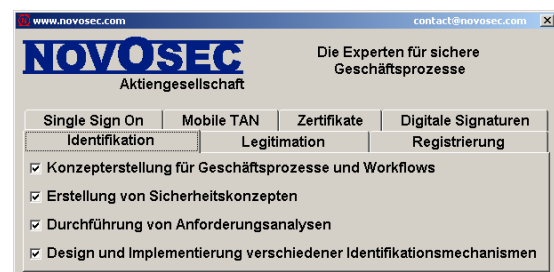 www.novosec.com contact@novosec.com
NOVOSEC
Aktiengesellschaft
Die Experten für sichere
Geschäftsprozesse
Single Sign On Mobile TAN Zertifikate Digitale Signaturen
Identifikation Legitimation Registrierung
Konzepterstellung für Geschäftsprozesse und Workflows
Erstellung von Sicherheitskonzepten
Durchführung von Anforderungsanalysen
Design und Implementierung verschiedener Identifikationsmechanismen